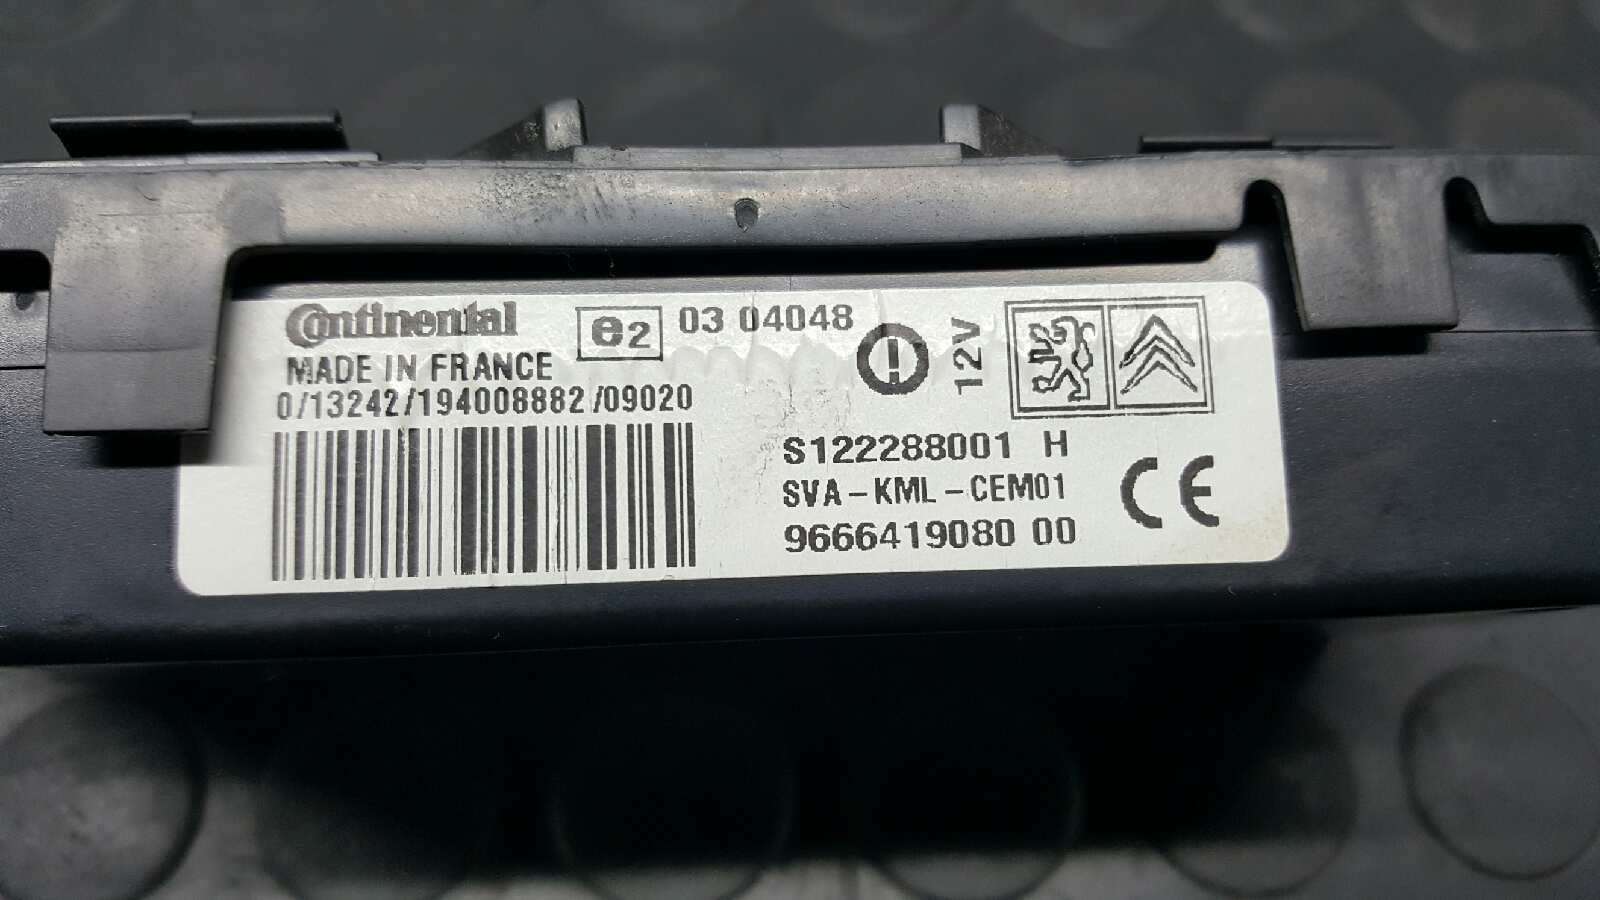 Continental
MADE IN FRANCE
0/13242/194008882/09020
e2 03 04048
12V
S122288001 H
SVA-KML-CEM01
9666419080 00
CE